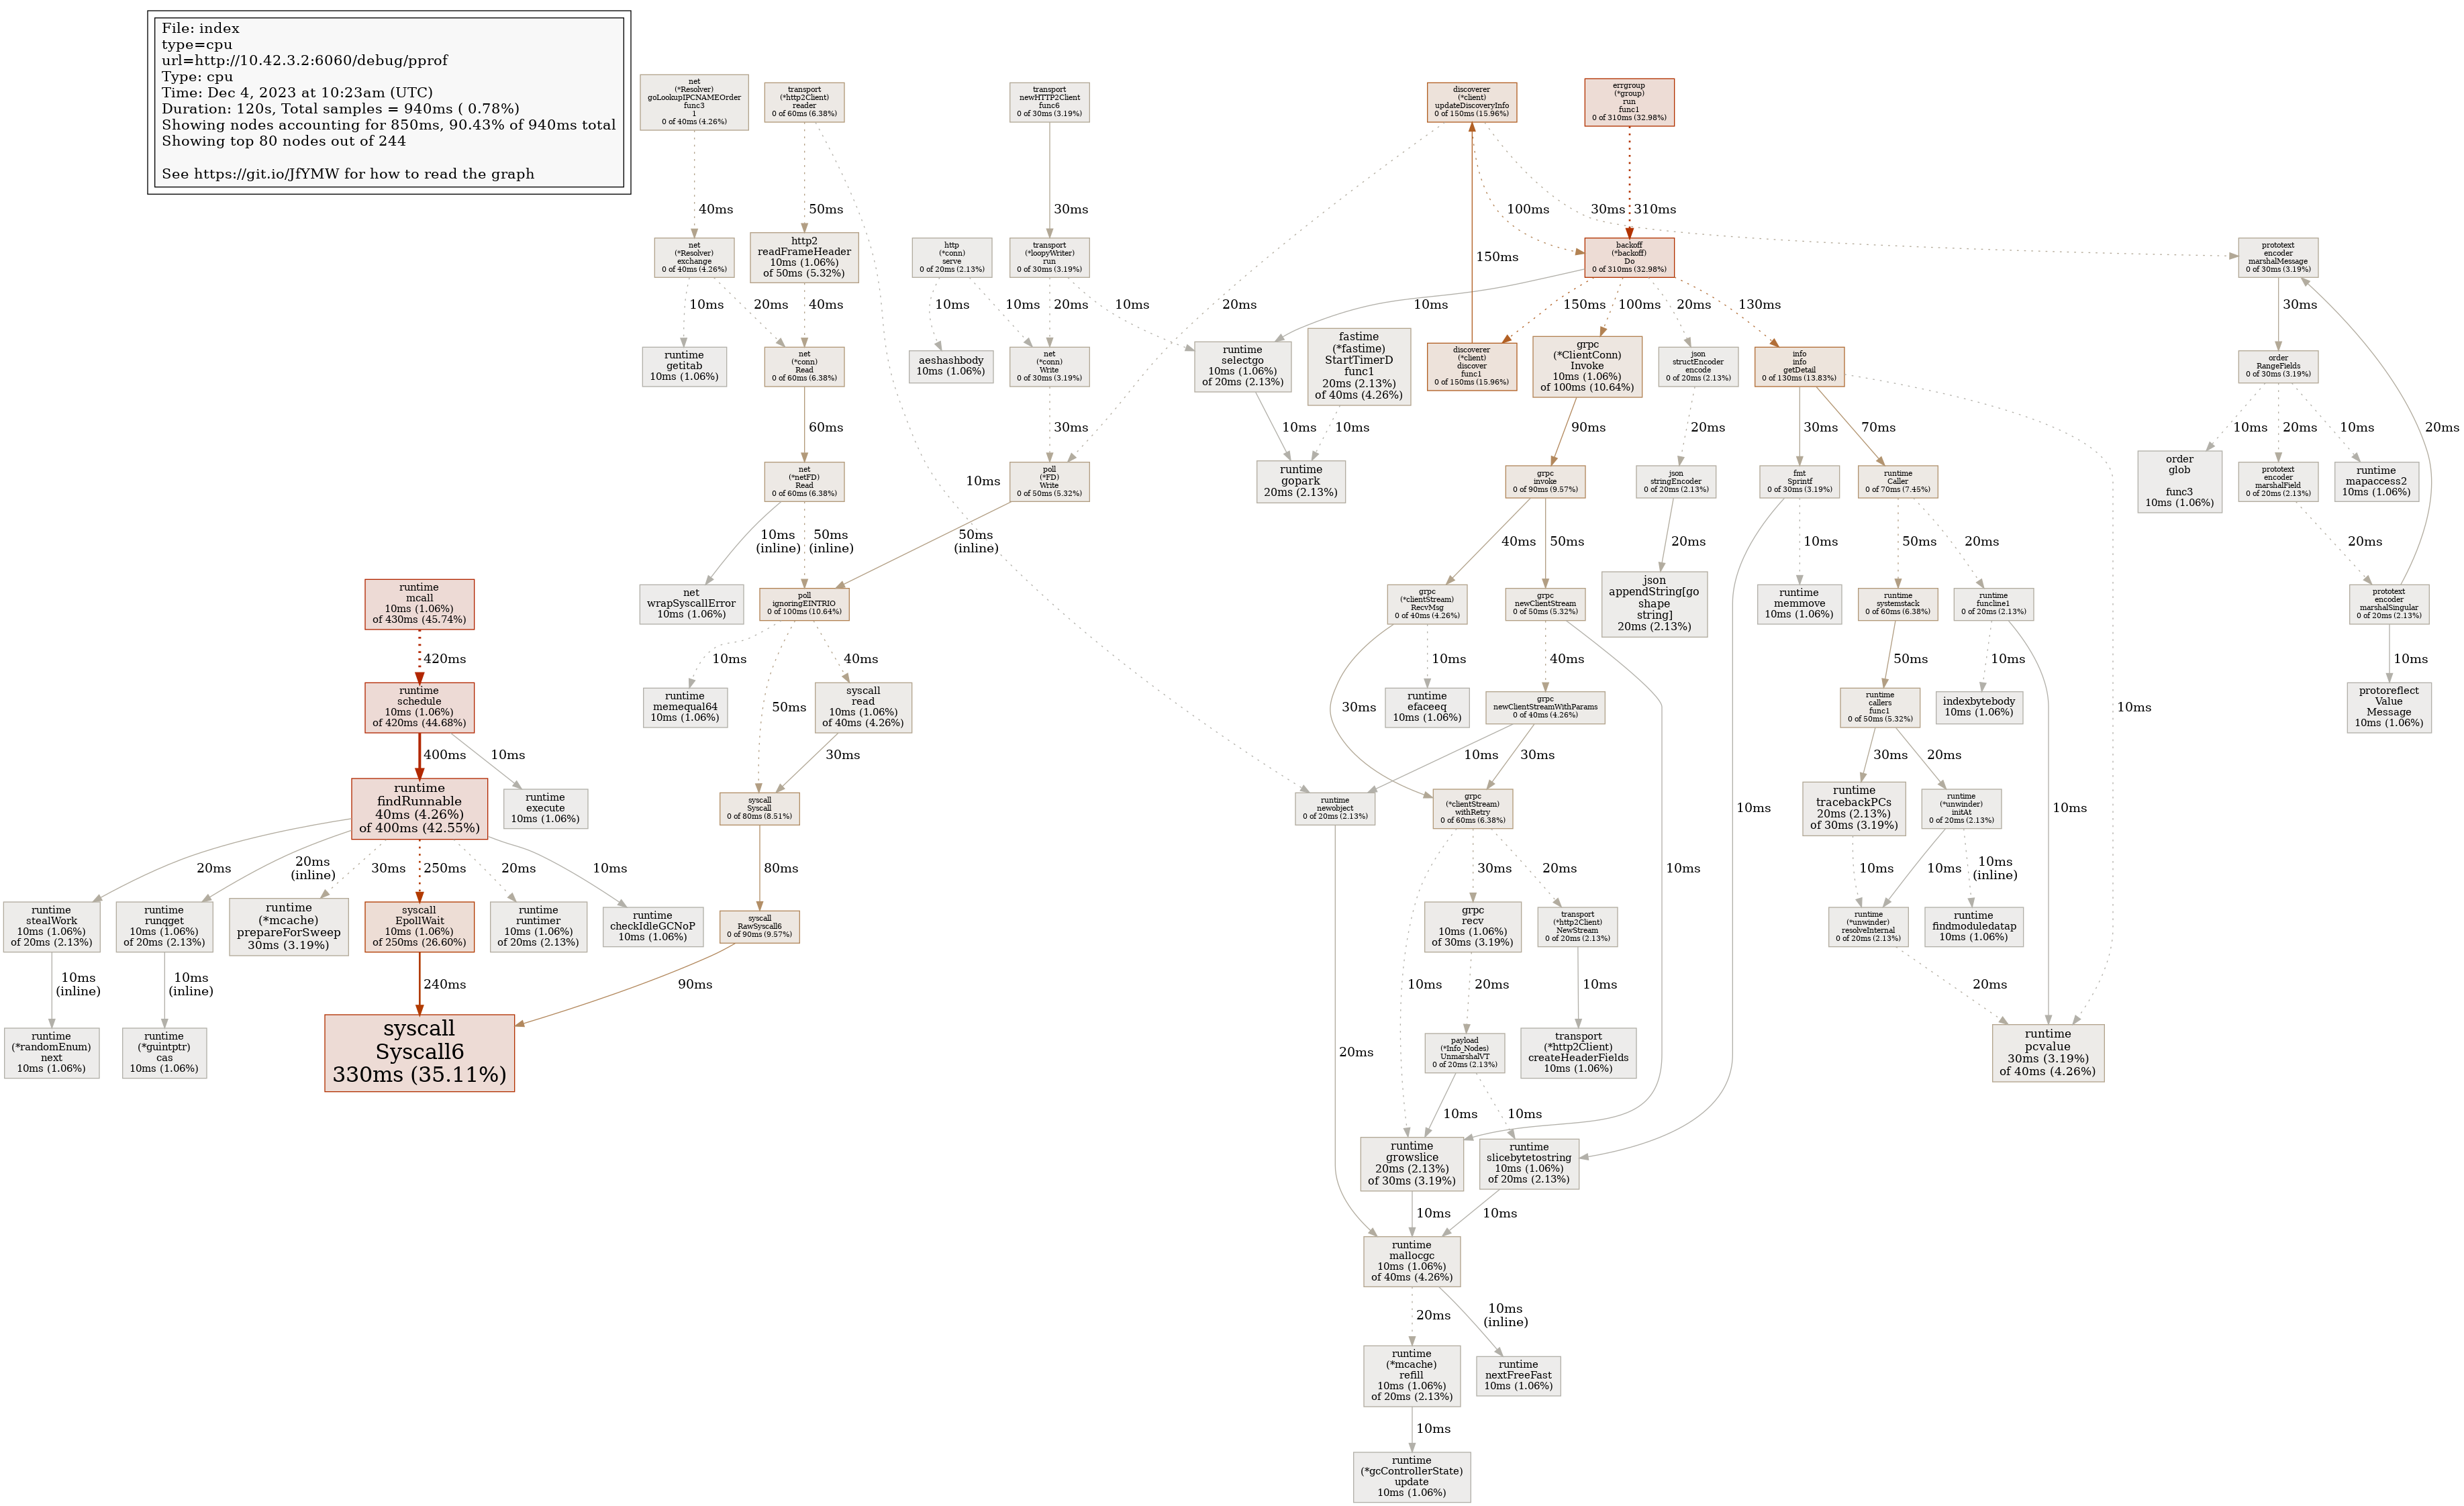 File: index
type=cpu
url=http://10.42.3.2:6060/debug/pprof
Type: cpu
Time: Dec 4, 2023 at 10:23am (UTC)
Duration: 120s, Total samples = 940ms ( 0.78%)
Showing nodes accounting for 850ms, 90.43% of 940ms total
Showing top 80 nodes out of 244
See https://git.io/JfYMW for how to read the graph
net
(*Resolver)
goLookupIPCNAMEOrder
func3
1
0 of 40ms (4.26%)
transport
(*http2Client)
reader
0 of 60ms (6.38%)
transport
newHTTP2Client
func6
0 of 30ms (3.19%)
discoverer
(*client)
updateDiscoveryInfo
0 of 150ms (15.96%)
errgroup
(*group)
run
func1
0 of 310ms (32.98%)
40ms
50ms
30ms
100ms
30ms
310ms
net
(*Resolver)
exchange
0 of 40ms (4.26%)
http2
readFrameHeader
10ms (1.06%)
of 50ms (5.32%)
http
(*conn)
serve
0 of 20ms (2.13%)
transport
(*loopyWriter)
run
0 of 30ms (3.19%)
150ms
backoff
(*backoff)
Do
0 of 310ms (32.98%)
prototext
encoder
marshalMessage
0 of 30ms (3.19%)
10ms
20ms
40ms
10ms
10ms
20ms
10ms
20ms
10ms
150ms
100ms
20ms
130ms
30ms
runtime
getitab
10ms (1.06%)
net
(*conn)
Read
0 of 60ms (6.38%)
aeshashbody
10ms (1.06%)
net
(*conn)
Write
0 of 30ms (3.19%)
runtime
selectgo
10ms (1.06%)
of 20ms (2.13%)
fastime
(*fastime)
StartTimerD
func1
20ms (2.13%)
of 40ms (4.26%)
discoverer
(*client)
discover
func1
0 of 150ms (15.96%)
grpc
(*ClientConn)
Invoke
10ms (1.06%)
of 100ms (10.64%)
json
structEncoder
encode
0 of 20ms (2.13%)
info
info
getDetail
0 of 130ms (13.83%)
order
RangeFields
0 of 30ms (3.19%)
60ms
30ms
10ms
10ms
90ms
20ms
30ms
70ms
10ms
20ms
10ms
20ms
net
(*netFD)
Read
0 of 60ms (6.38%)
10ms
poll
(*FD)
Write
0 of 50ms (5.32%)
runtime
gopark
20ms (2.13%)
grpc
invoke
0 of 90ms (9.57%)
json
stringEncoder
0 of 20ms (2.13%)
fmt
Sprintf
0 of 30ms (3.19%)
runtime
Caller
0 of 70ms (7.45%)
order
glob

func3
10ms (1.06%)
prototext
encoder
marshalField
0 of 20ms (2.13%)
runtime
mapaccess2
10ms (1.06%)
10ms
(inline)
50ms
(inline)
50ms
(inline)
40ms
50ms
20ms
10ms
50ms
20ms
20ms
runtime
mcall
10ms (1.06%)
of 430ms (45.74%)
net
wrapSyscallError
10ms (1.06%)
poll
ignoringEINTRIO
0 of 100ms (10.64%)
grpc
(*clientStream)
RecvMsg
0 of 40ms (4.26%)
grpc
newClientStream
0 of 50ms (5.32%)
json
appendString[go
shape
string]
20ms (2.13%)
runtime
memmove
10ms (1.06%)
runtime
systemstack
0 of 60ms (6.38%)
runtime
funcline1
0 of 20ms (2.13%)
prototext
encoder
marshalSingular
0 of 20ms (2.13%)
420ms
10ms
50ms
40ms
30ms
10ms
40ms
50ms
10ms
10ms
10ms
runtime
schedule
10ms (1.06%)
of 420ms (44.68%)
runtime
memequal64
10ms (1.06%)
syscall
read
10ms (1.06%)
of 40ms (4.26%)
runtime
efaceeq
10ms (1.06%)
grpc
newClientStreamWithParams
0 of 40ms (4.26%)
runtime
callers
func1
0 of 50ms (5.32%)
indexbytebody
10ms (1.06%)
protoreflect
Value
Message
10ms (1.06%)
400ms
10ms
30ms
10ms
30ms
30ms
20ms
runtime
findRunnable
40ms (4.26%)
of 400ms (42.55%)
runtime
execute
10ms (1.06%)
syscall
Syscall
0 of 80ms (8.51%)
runtime
newobject
0 of 20ms (2.13%)
grpc
(*clientStream)
withRetry
0 of 60ms (6.38%)
10ms
runtime
tracebackPCs
20ms (2.13%)
of 30ms (3.19%)
runtime
(*unwinder)
initAt
0 of 20ms (2.13%)
10ms
20ms
20ms
(inline)
30ms
250ms
20ms
10ms
80ms
30ms
20ms
10ms
10ms
10ms
10ms
(inline)
runtime
stealWork
10ms (1.06%)
of 20ms (2.13%)
runtime
runqget
10ms (1.06%)
of 20ms (2.13%)
runtime
(*mcache)
prepareForSweep
30ms (3.19%)
syscall
EpollWait
10ms (1.06%)
of 250ms (26.60%)
runtime
runtimer
10ms (1.06%)
of 20ms (2.13%)
runtime
checkIdleGCNoP
10ms (1.06%)
syscall
RawSyscall6
0 of 90ms (9.57%)
grpc
recv
10ms (1.06%)
of 30ms (3.19%)
transport
(*http2Client)
NewStream
0 of 20ms (2.13%)
runtime
(*unwinder)
resolveInternal
0 of 20ms (2.13%)
runtime
findmoduledatap
10ms (1.06%)
10ms
(inline)
10ms
(inline)
240ms
90ms
10ms
20ms
10ms
20ms
runtime
(*randomEnum)
next
10ms (1.06%)
runtime
(*guintptr)
cas
10ms (1.06%)
syscall
Syscall6
330ms (35.11%)
20ms
payload
(*Info_Nodes)
UnmarshalVT
0 of 20ms (2.13%)
transport
(*http2Client)
createHeaderFields
10ms (1.06%)
runtime
pcvalue
30ms (3.19%)
of 40ms (4.26%)
10ms
10ms
runtime
growslice
20ms (2.13%)
of 30ms (3.19%)
runtime
slicebytetostring
10ms (1.06%)
of 20ms (2.13%)
10ms
10ms
runtime
mallocgc
10ms (1.06%)
of 40ms (4.26%)
20ms
10ms
(inline)
runtime
(*mcache)
refill
10ms (1.06%)
of 20ms (2.13%)
runtime
nextFreeFast
10ms (1.06%)
10ms
runtime
(*gcControllerState)
update
10ms (1.06%)